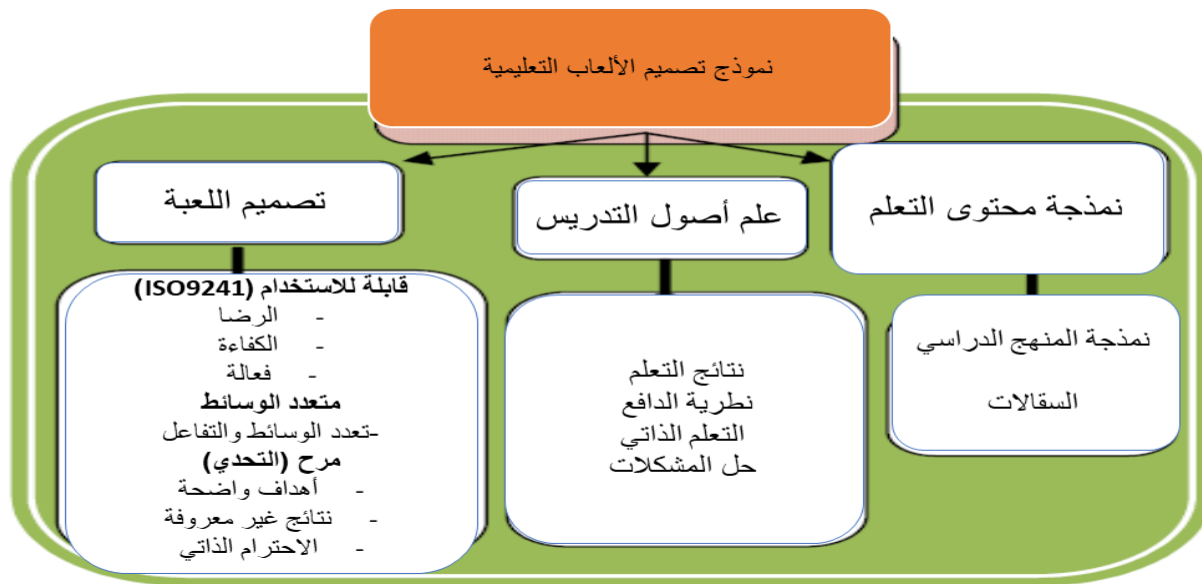 نموذج تصميم الألعاب التعليمية
نمذجة محتوى التعلم
علم أصول التدريس
تصميم اللعبة
نمذجة المنهج الدراسي
السقالات
نتائج التعلم
نطرية الدافع
التعلم الذاتي
حل المشكلات
قابلة للاستخدام (ISO9241)
- الرضا
- الكفاءة
- فعالة
متعدد الوسائط
-تعدد الوسائط والتفاعل
مرح (التحدي)
- أهداف واضحة
- نتائج غير معروفة
- الاحترام الذاتي